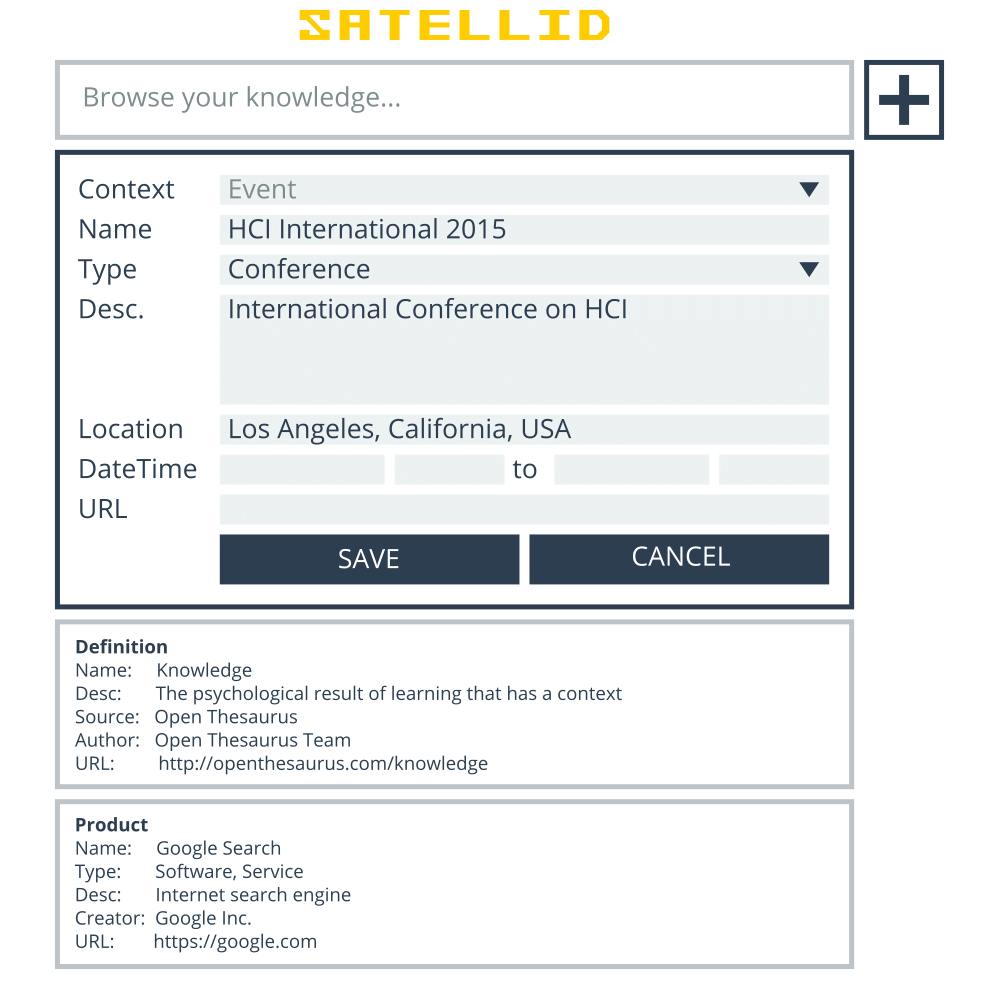 SATELLID
Browse your knowledge...
Context Event
Name HCI International 2015
Type Conference
Desc. International Conference on HCI
Location Los Angeles, California, USA
DateTime to
URL
SAVE CANCEL
Definition
Name: Knowledge
Desc: The psychological result of learning that has a context
Source: Open Thesaurus
Author: Open Thesaurus Team
URL: http://openthesaurus.com/knowledge
Product
Name: Google Search
Type: Software, Service
Desc: Internet search engine
Creator: Google Inc.
URL: https://google.com